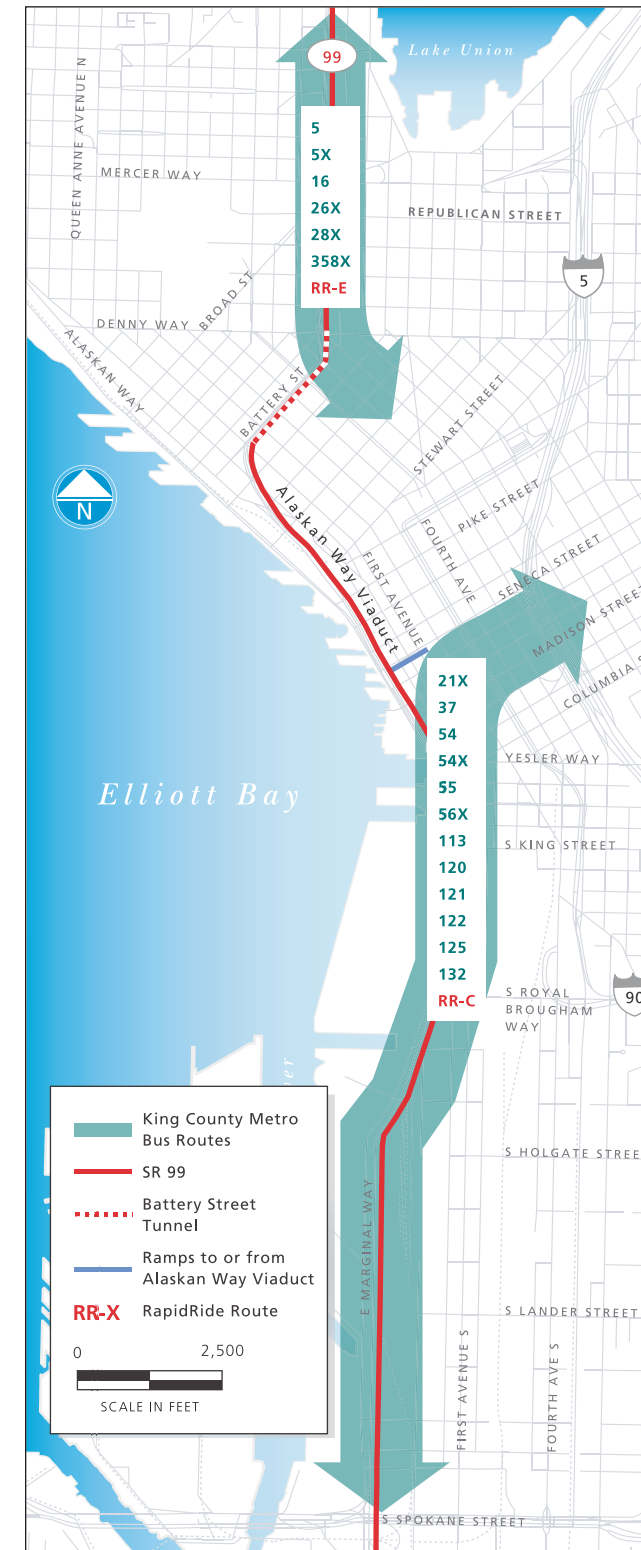 Lake Union
99
QUEEN ANNE AVENUE N
5
5X
16
26X
28X
358X
RR-E
MERCER WAY
REPUBLICAN STREET
5
BROAD ST
DENNY WAY
ALASKAN WAY
BATTERY ST
STEWART STREET
N
Alaskan Way Viaduct
PIKE STREET
FOURTH AVE
FIRST AVENUE
SENECA STREET
MADISON STREET
COLUMBIA
21X
37
54
54X
55
56X
113
120
121
122
125
132
RR-C
YESLER WAY
Elliott Bay
S KING STREET
S ROYAL
BROUGHAM
WAY
90
King County Metro
Bus Routes
SR 99
Battery Street
Tunnel
Ramps to or from
Alaskan Way Viaduct
RR-X RapidRide Route
0 2,500
SCALE IN FEET
S HOLGATE STREE
E MARGINAL WAY
S LANDER STREET
FIRST AVENUE S
FOURTH AVE S
S SPOKANE STREET